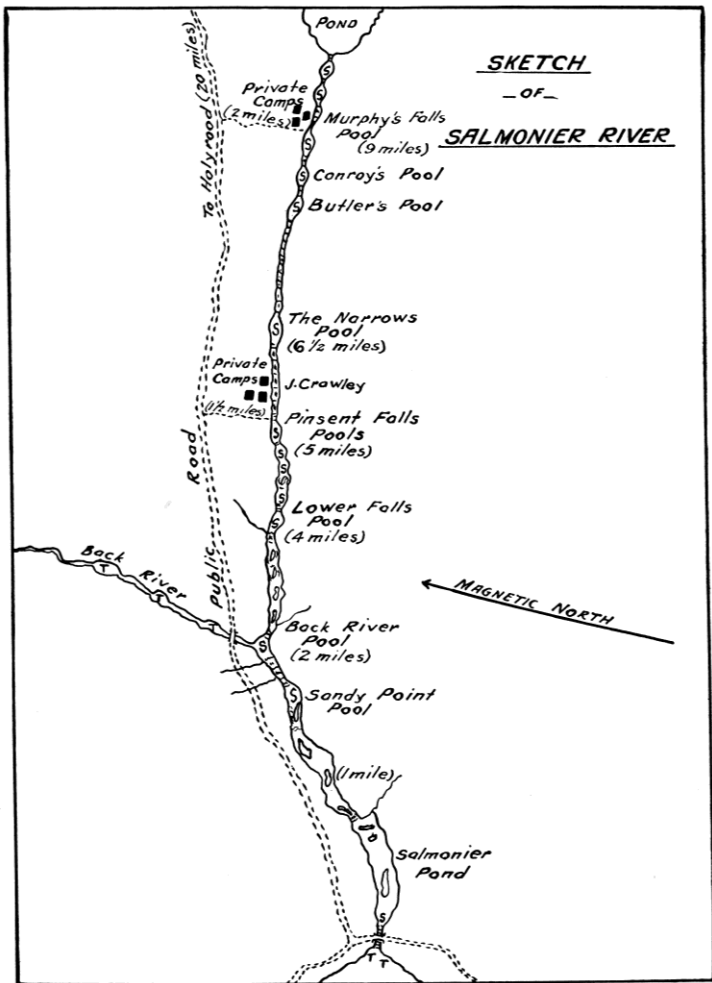 POND
SKETCH
_ OF _
SALMONIER RIVER
To Holyrood (20 miles)
Private
Camps
(2 miles)
S
S
Murphy's Falls
Pool
(9 miles)
S
S
Conroy's Pool
S
Butler's Pool
S
The Narrows
Pool
(6 1/2 miles)
Private
Camps
J. Crawley
(1½ miles)
S
Pinsent Falls
Pools
(5 miles)
S
S
S
S
Lower Falls
Pool
(4 miles)
Public Road
Back River
T
T
T
MAGNETIC NORTH
S
Back River
Pool
(2 miles)
S
Sandy Point
Pool
(1 mile)
Salmonier
Pond
S
T T